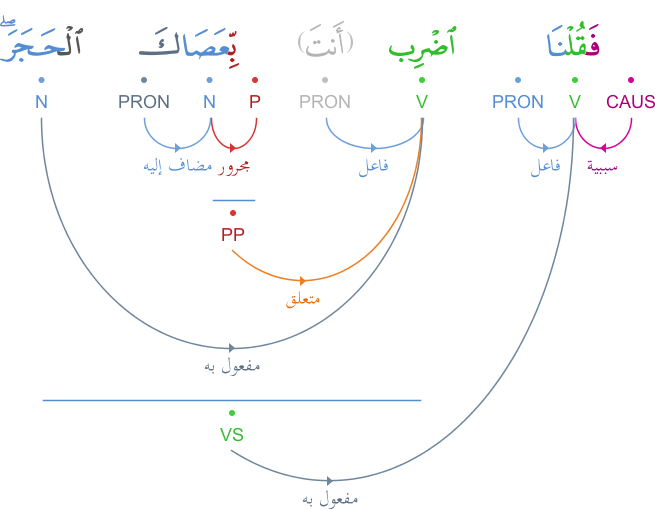 فَقُلْنَا ٱضْرِب (أَنتَ) بِّعَصَاكَ ٱلْحَجَرَ ۖ
CAUS V PRON V PRON P N PRON N
سببية فاعل فاعل مجرور مضاف إليه
PP
متعلق
مفعول به
VS
مفعول به